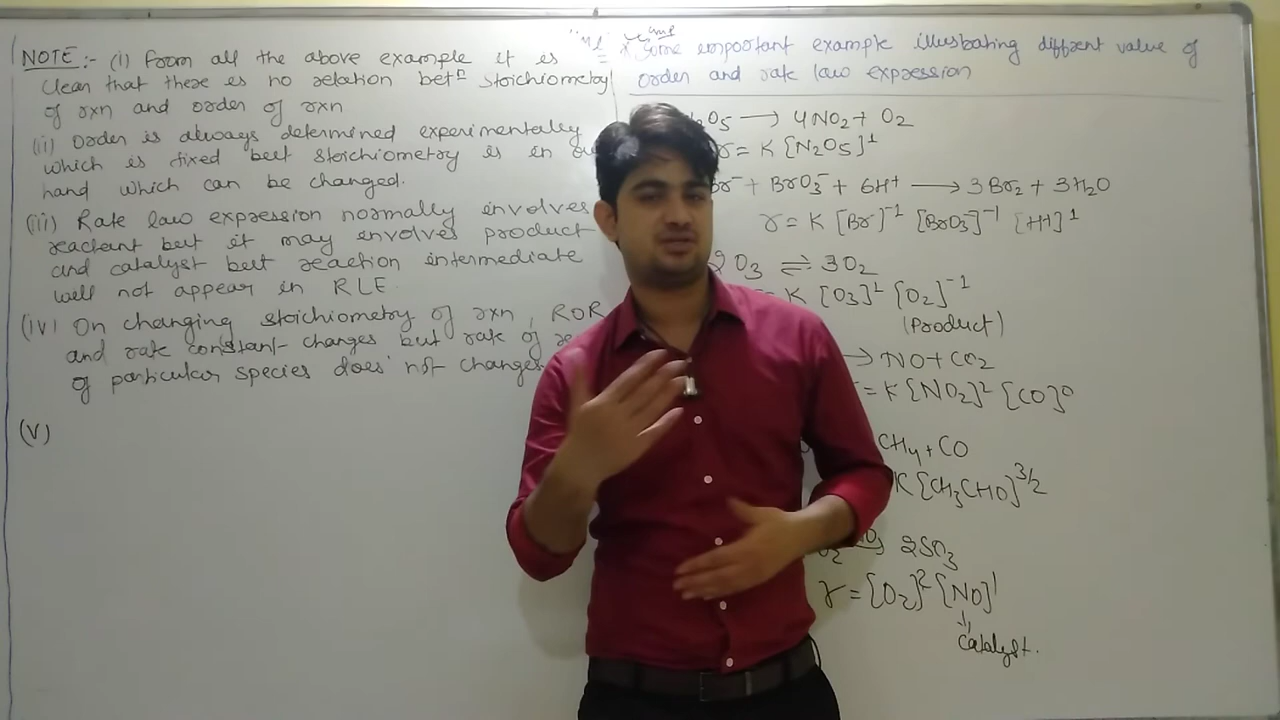 NOTE:- (i) From all the above example it is
clear that there is no relation betⁿ stoichiometry
of rxn and order of rxn
(ii) Order is always determined experimentally
which is fixed but stoichiometry is in
hand which can be changed.
(iii) Rate law expression normally involves
reactant but it may involves product
and catalyst but reaction intermediate
will not appear in RLE.
(iv) On changing stoichiometry of rxn, ROR
and rate constant changes but rate of
of particular species does not changes
(v)
* Some important example illustrating diffrent value of
order and rate law expression
O5 → 4NO2 + O2
r = K [N2O5]¹
Br⁻ + BrO3⁻ + 6H⁺ → 3Br2 + 3H2O
r = K [Br]⁻¹ [BrO3]⁻¹ [H+]¹
2O3 ⇌ 3O2
= K [O3]² [O2]⁻¹
(Product)
→ NO + CO2
= K [NO2]² [CO]⁰
CH4 + CO
K [CH3CHO]³/²
2SO3
r = [O2]² [NO]¹
↓
Catalyst.